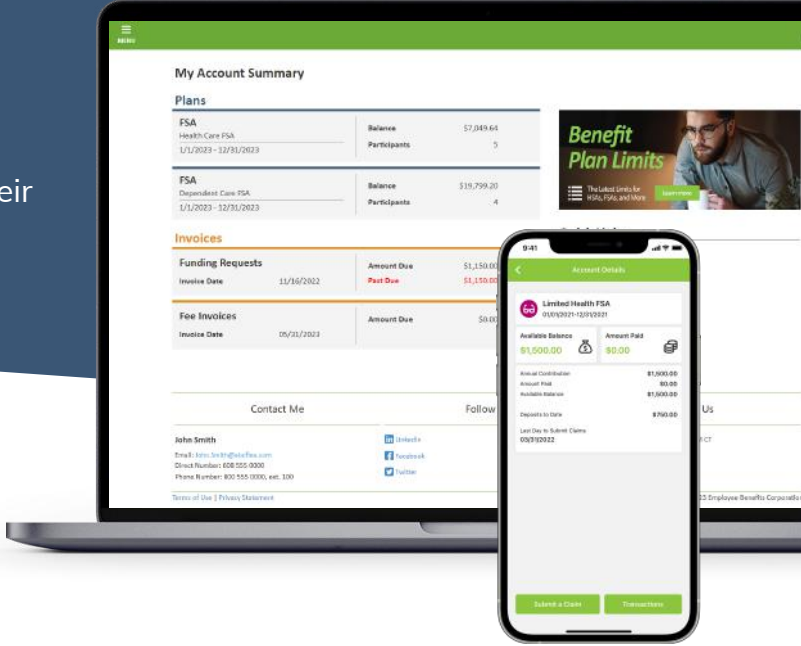 eir
MENU
My Account Summary
Plans
FSA
Health Care FSA
1/1/2023 - 12/31/2023
Balance $7,049.64
Participants 5
FSA
Dependent Care FSA
1/1/2023 - 12/31/2023
Balance $19,799.20
Participants 4
Invoices
Funding Requests
Invoice Date 11/16/2022
Amount Due $1,150.00
Past Due $1,150.00
Fee Invoices
Invoice Date 05/31/2023
Amount Due $0.00
Benefit
Plan Limits
The Latest Limits for
HSAs, FSAs, and More
Learn more
Contact Me
John Smith
Direct Number: 608 555 0000
Phone Number: 800 555 0000, ext. 100
Terms of Use | Privacy Statement
Follow
LinkedIn
Facebook
Twitter
Us
CT
23 Employee Benefits Corporatio
9:41
Account Details
Limited Health FSA
01/01/2021-12/31/2021
Available Balance
$1,500.00
Amount Paid
$0.00
Annual Contribution $1,500.00
Amount Paid $0.00
Available Balance $1,500.00
Deposits to Date $750.00
Last Day to Submit Claims
03/31/2022
Submit a Claim
Transactions